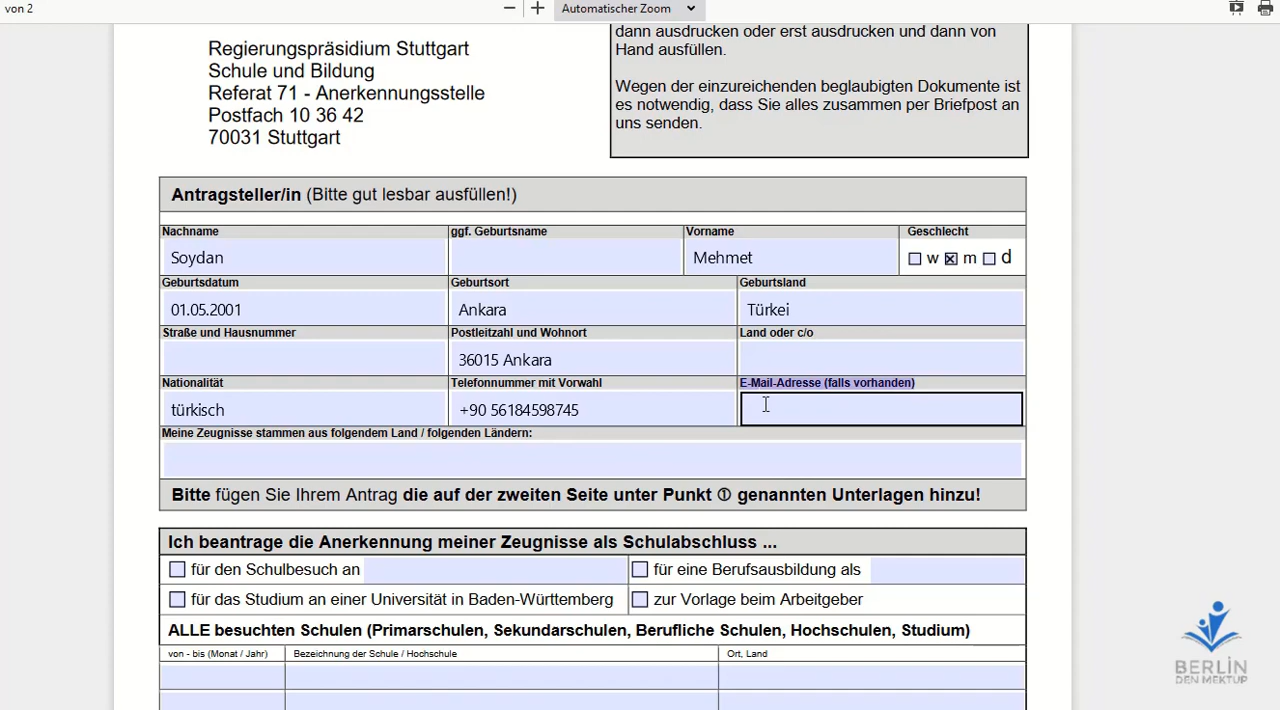 von 2
Automatischer Zoom
Regierungspräsidium Stuttgart
Schule und Bildung
Referat 71 - Anerkennungsstelle
Postfach 10 36 42
70031 Stuttgart
dann ausdrucken oder erst ausdrucken und dann von
Hand ausfüllen.
Wegen der einzureichenden beglaubigten Dokumente ist
es notwendig, dass Sie alles zusammen per Briefpost an
uns senden.
Antragsteller/in (Bitte gut lesbar ausfüllen!)
Nachname ggf. Geburtsname Vorname Geschlecht
Soydan Mehmet w m d
Geburtsdatum Geburtsort Geburtsland
01.05.2001 Ankara Türkei
Straße und Hausnummer Postleitzahl und Wohnort Land oder c/o
36015 Ankara
Nationalität Telefonnummer mit Vorwahl E-Mail-Adresse (falls vorhanden)
türkisch +90 56184598745
Meine Zeugnisse stammen aus folgendem Land / folgenden Ländern:
Bitte fügen Sie Ihrem Antrag die auf der zweiten Seite unter Punkt ① genannten Unterlagen hinzu!
Ich beantrage die Anerkennung meiner Zeugnisse als Schulabschluss ...
für den Schulbesuch an für eine Berufsausbildung als
für das Studium an einer Universität in Baden-Württemberg zur Vorlage beim Arbeitgeber
ALLE besuchten Schulen (Primarschulen, Sekundarschulen, Berufliche Schulen, Hochschulen, Studium)
von - bis (Monat / Jahr) Bezeichnung der Schule / Hochschule Ort, Land
BERLİN
DEN MEKTUP